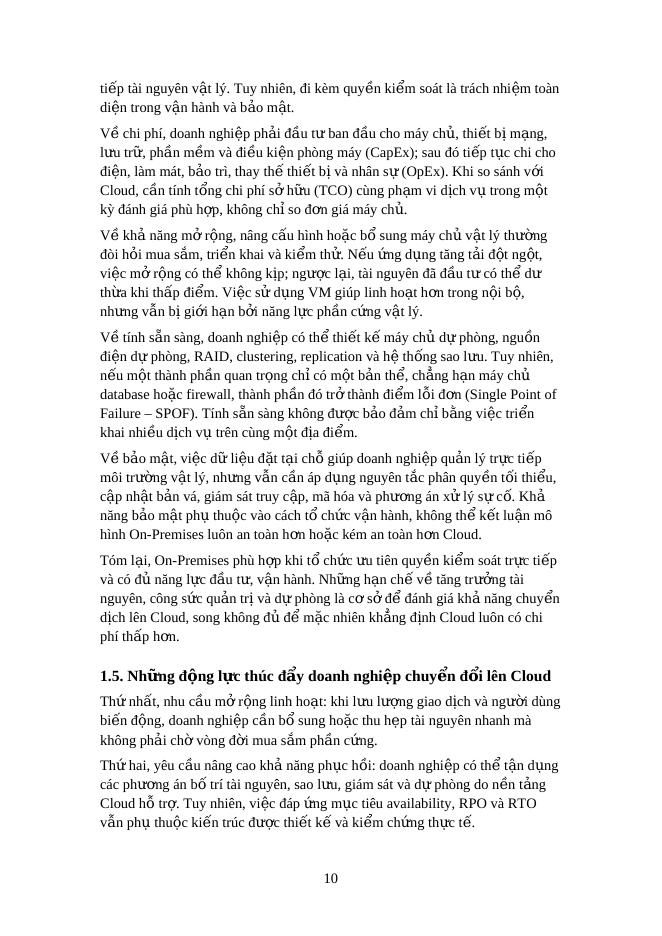 tiếp tài nguyên vật lý. Tuy nhiên, đi kèm quyền kiểm soát là trách nhiệm toàn
diện trong vận hành và bảo mật.
Về chi phí, doanh nghiệp phải đầu tư ban đầu cho máy chủ, thiết bị mạng,
lưu trữ, phần mềm và điều kiện phòng máy (CapEx); sau đó tiếp tục chi cho
điện, làm mát, bảo trì, thay thế thiết bị và nhân sự (OpEx). Khi so sánh với
Cloud, cần tính tổng chi phí sở hữu (TCO) cùng phạm vi dịch vụ trong một
kỳ đánh giá phù hợp, không chỉ so đơn giá máy chủ.
Về khả năng mở rộng, nâng cấu hình hoặc bổ sung máy chủ vật lý thường
đòi hỏi mua sắm, triển khai và kiểm thử. Nếu ứng dụng tăng tải đột ngột,
việc mở rộng có thể không kịp; ngược lại, tài nguyên đã đầu tư có thể dư
thừa khi thấp điểm. Việc sử dụng VM giúp linh hoạt hơn trong nội bộ,
nhưng vẫn bị giới hạn bởi năng lực phần cứng vật lý.
Về tính sẵn sàng, doanh nghiệp có thể thiết kế máy chủ dự phòng, nguồn
điện dự phòng, RAID, clustering, replication và hệ thống sao lưu. Tuy nhiên,
nếu một thành phần quan trọng chỉ có một bản thể, chẳng hạn máy chủ
database hoặc firewall, thành phần đó trở thành điểm lỗi đơn (Single Point of
Failure – SPOF). Tính sẵn sàng không được bảo đảm chỉ bằng việc triển
khai nhiều dịch vụ trên cùng một địa điểm.
Về bảo mật, việc dữ liệu đặt tại chỗ giúp doanh nghiệp quản lý trực tiếp
môi trường vật lý, nhưng vẫn cần áp dụng nguyên tắc phân quyền tối thiểu,
cập nhật bản vá, giám sát truy cập, mã hóa và phương án xử lý sự cố. Khả
năng bảo mật phụ thuộc vào cách tổ chức vận hành, không thể kết luận mô
hình On-Premises luôn an toàn hơn hoặc kém an toàn hơn Cloud.
Tóm lại, On-Premises phù hợp khi tổ chức ưu tiên quyền kiểm soát trực tiếp
và có đủ năng lực đầu tư, vận hành. Những hạn chế về tăng trưởng tài
nguyên, công sức quản trị và dự phòng là cơ sở để đánh giá khả năng chuyển
dịch lên Cloud, song không đủ để mặc nhiên khẳng định Cloud luôn có chi
phí thấp hơn.
1.5. Những động lực thúc đẩy doanh nghiệp chuyển đổi lên Cloud
Thứ nhất, nhu cầu mở rộng linh hoạt: khi lưu lượng giao dịch và người dùng
biến động, doanh nghiệp cần bổ sung hoặc thu hẹp tài nguyên nhanh mà
không phải chờ vòng đời mua sắm phần cứng.
Thứ hai, yêu cầu nâng cao khả năng phục hồi: doanh nghiệp có thể tận dụng
các phương án bố trí tài nguyên, sao lưu, giám sát và dự phòng do nền tảng
Cloud hỗ trợ. Tuy nhiên, việc đáp ứng mục tiêu availability, RPO và RTO
vẫn phụ thuộc kiến trúc được thiết kế và kiểm chứng thực tế.
10